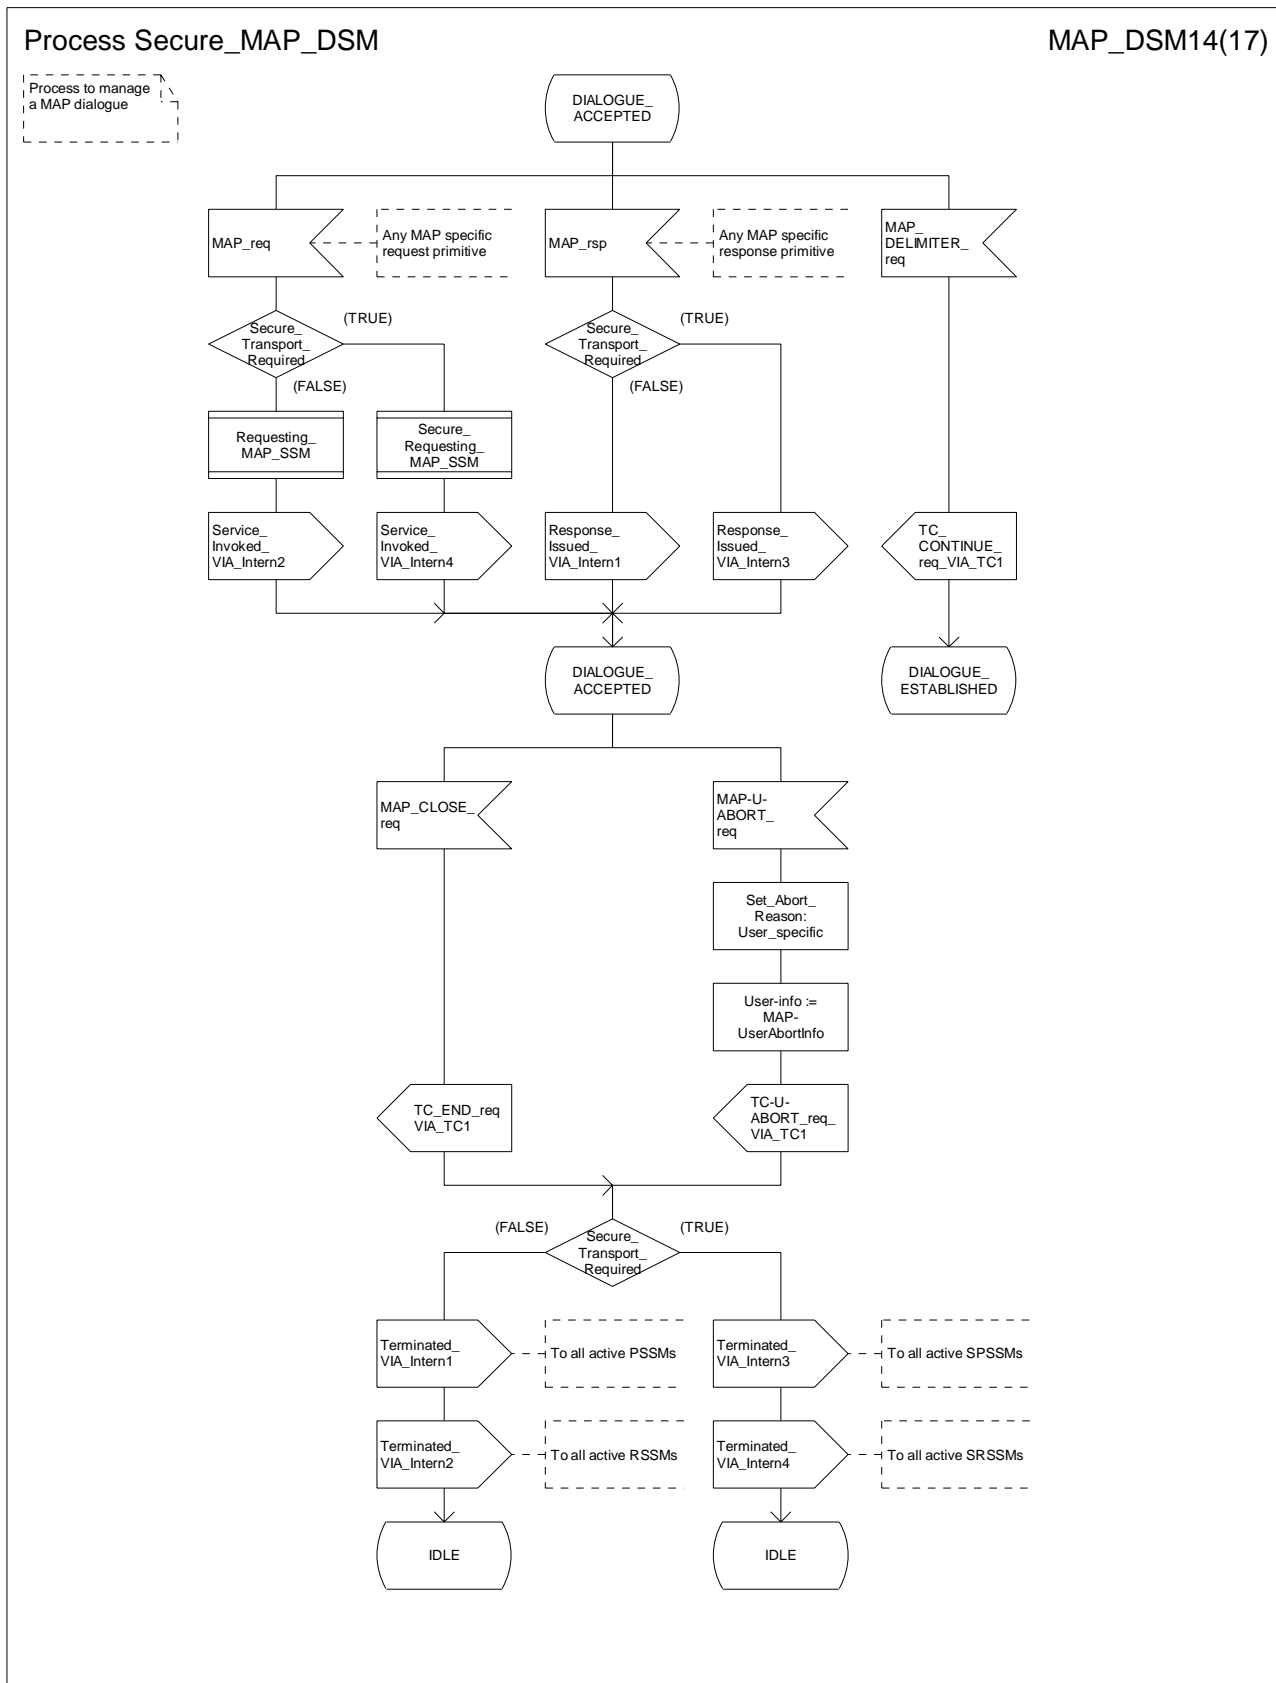 Process Secure_MAP_DSM
MAP_DSM14(17)
Process to manage
a MAP dialogue
DIALOGUE_
ACCEPTED
MAP_req
Any MAP specific
request primitive
MAP_rsp
Any MAP specific
response primitive
MAP_
DELIMITER_
req
Secure_
Transport_
Required
(TRUE)
(FALSE)
Secure_
Transport_
Required
(TRUE)
(FALSE)
Requesting_
MAP_SSM
Secure_
Requesting_
MAP_SSM
Service_
Invoked_
VIA_Intern2
Service_
Invoked_
VIA_Intern4
Response_
Issued_
VIA_Intern1
Response_
Issued_
VIA_Intern3
TC_
CONTINUE_
req_VIA_TC1
DIALOGUE_
ACCEPTED
DIALOGUE_
ESTABLISHED
MAP_CLOSE_
req
MAP-U-
ABORT_
req
Set_Abort_
Reason:
User_specific
User-info :=
MAP-
UserAbortInfo
TC_END_req
VIA_TC1
TC-U-
ABORT_req_
VIA_TC1
(FALSE)
Secure_
Transport_
Required
(TRUE)
Terminated_
VIA_Intern1
To all active PSSMs
Terminated_
VIA_Intern3
To all active SPSSMs
Terminated_
VIA_Intern2
To all active RSSMs
Terminated_
VIA_Intern4
To all active SRSSMs
IDLE
IDLE